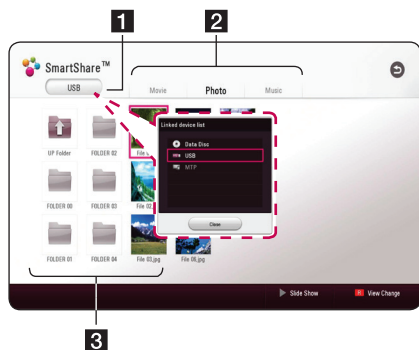 1
2
SmartShare™
USB
Movie
Photo
Music
Linked device list
Data Disc
USB
MTP
Close
UP Folder
FOLDER 02
FOLDER 00
FOLDER 03
File 02.
FOLDER 01
FOLDER 04
File 03.jpg
File 06.jpg
Slide Show
R
View Change
3